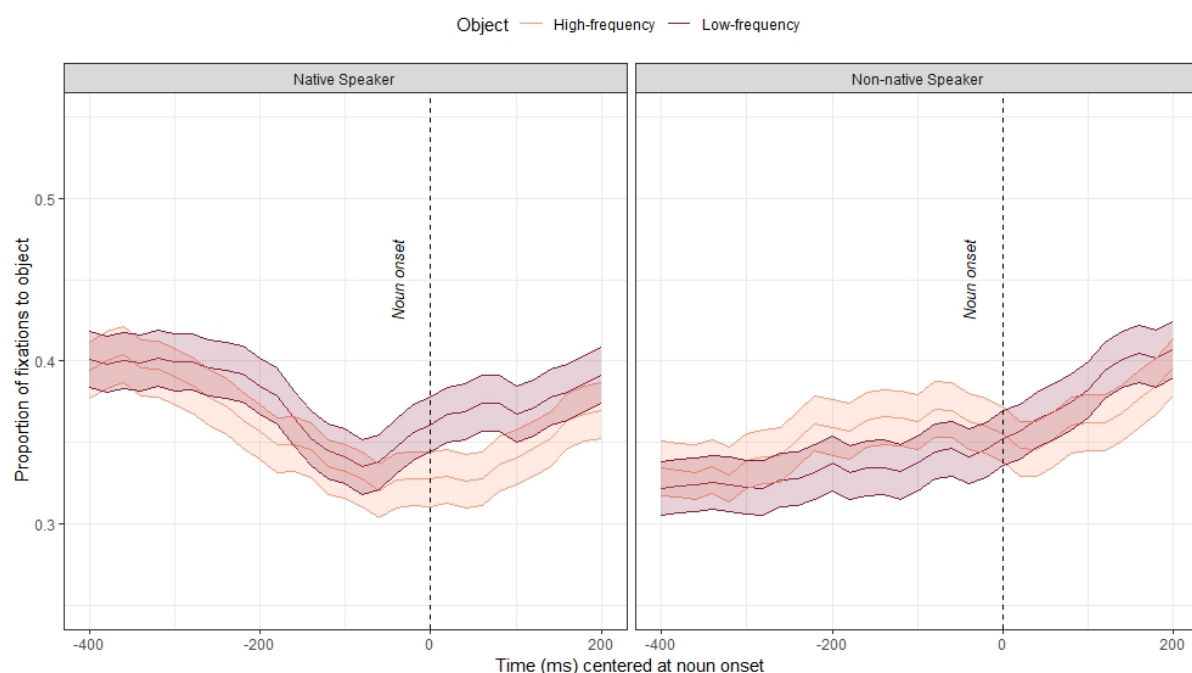 Object High-frequency Low-frequency
Native Speaker
Non-native Speaker
Proportion of fixations to object
0.5
0.4
0.3
Noun onset
Noun onset
-400 -200 0 200
-400 -200 0 200
Time (ms) centered at noun onset